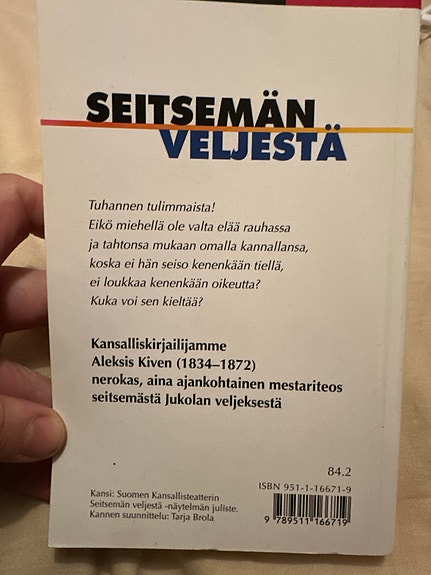 SEITSEMÄN
VELJESTÄ
Tuhannen tulimmaista!
Eikö miehellä ole valta elää rauhassa
ja tahtonsa mukaan omalla kannallansa,
koska ei hän seiso kenenkään tiellä,
ei loukkaa kenenkään oikeutta?
Kuka voi sen kieltää?
Kansalliskirjailijamme
Aleksis Kiven (1834–1872)
nerokas, aina ajankohtainen mestariteos
seitsemästä Jukolan veljeksestä
84.2
ISBN 951-1-16671-9
Kansi: Suomen Kansallisteatterin
Seitsemän veljestä -näytelmän juliste.
Kannen suunnittelu: Tarja Brola
9 789511 166719